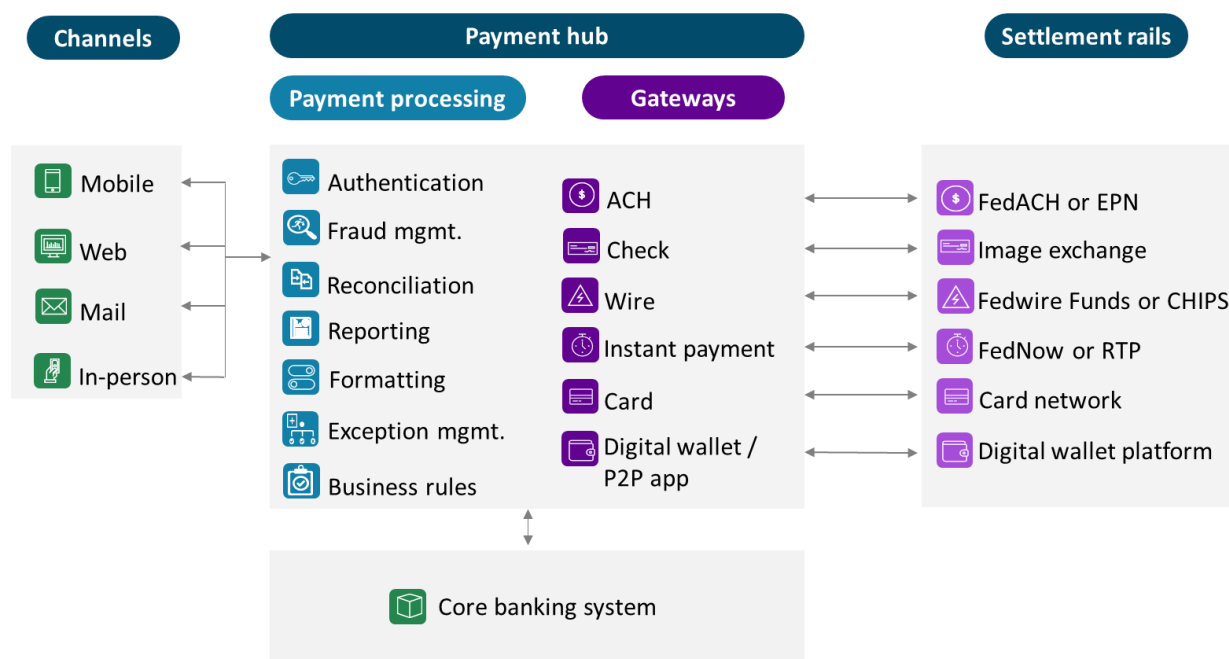 Channels
Payment hub
Settlement rails
Payment processing
Gateways
Mobile
Web
Mail
In-person
Authentication
Fraud mgmt.
Reconciliation
Reporting
Formatting
Exception mgmt.
Business rules
ACH
Check
Wire
Instant payment
Card
Digital wallet /
P2P app
FedACH or EPN
Image exchange
Fedwire Funds or CHIPS
FedNow or RTP
Card network
Digital wallet platform
Core banking system